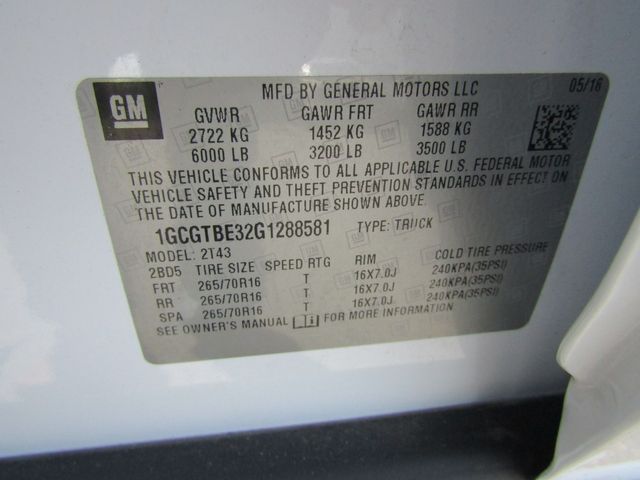 GM
MFD BY GENERAL MOTORS LLC 05/16
GVWR GAWR FRT GAWR RR
2722 KG 1452 KG 1588 KG
6000 LB 3200 LB 3500 LB
THIS VEHICLE CONFORMS TO ALL APPLICABLE U.S. FEDERAL MOTOR
VEHICLE SAFETY AND THEFT PREVENTION STANDARDS IN EFFECT ON
THE DATE OF MANUFACTURE SHOWN ABOVE.
1GCGTBE32G1288581 TYPE: TRUCK
MODEL: 2T43
2BD5 TIRE SIZE SPEED RTG RIM COLD TIRE PRESSURE
FRT 265/70R16 T 16X7.0J 240KPA(35PSI)
RR 265/70R16 T 16X7.0J 240KPA(35PSI)
SPA 265/70R16 T 16X7.0J 240KPA(35PSI)
SEE OWNER'S MANUAL FOR MORE INFORMATION.